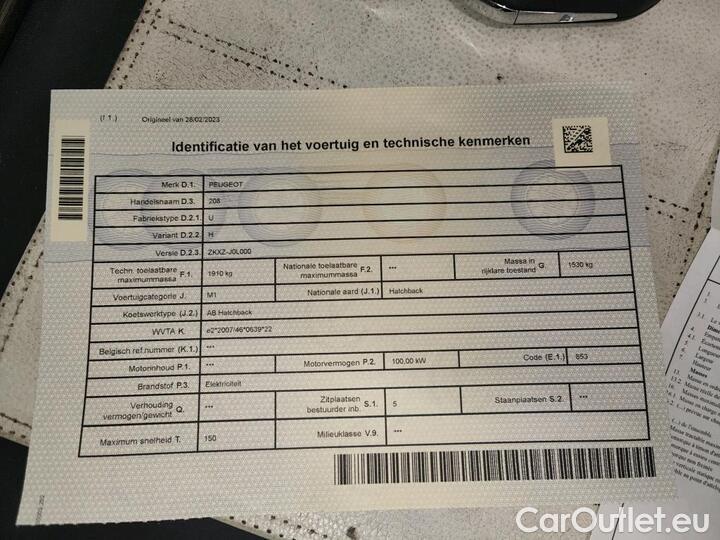 (I 1.) Origineel van 28/02/2023
Identificatie van het voertuig en technische kenmerken
Merk D.1. PEUGEOT
Handelsnaam D.3. 208
Fabriekstype D.2.1. U
Variant D.2.2. H
Versie D.2.3. ZKXZ-J0L000
Techn. toelaatbare maximummassa F.1. 1910 kg Nationale toelaatbare maximummassa F.2. *** Massa in rijklare toestand G. 1530 kg
Voertuigcategorie J. M1 Nationale aard (J.1.) Hatchback
Koetswerktype (J.2.) AB Hatchback
WVTA K. e2*2007/46*0639*22
Belgisch ref.nummer (K.1.) ***
Motorinhoud P.1. *** Motorvermogen P.2. 100,00 kW Code (E.1.) 853
Brandstof P.3. Elektriciteit
Verhouding vermogen/gewicht Q. *** Zitplaatsen bestuurder inb. S.1. 5 Staanplaatsen S.2. ***
Maximum snelheid T. 150 Milieuklasse V.9. ***
CarOutlet.eu